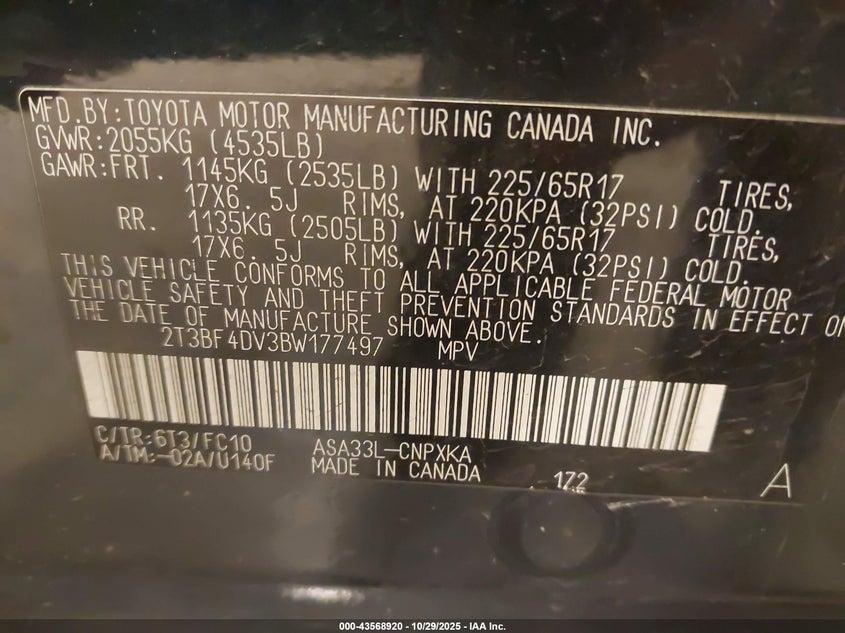 MFD.BY:TOYOTA MOTOR MANUFACTURING CANADA INC.
GVWR:2055KG (4535LB)
GAWR:FRT. 1145KG (2535LB) WITH 225/65R17 TIRES,
17X6. 5J RIMS, AT 220KPA (32PSI) COLD.
RR. 1135KG (2505LB) WITH 225/65R17 TIRES,
17X6. 5J RIMS, AT 220KPA (32PSI) COLD.
THIS VEHICLE CONFORMS TO ALL APPLICABLE FEDERAL MOTOR
VEHICLE SAFETY AND THEFT PREVENTION STANDARDS IN EFFECT ON
THE DATE OF MANUFACTURE SHOWN ABOVE.
2T3BF4DV3BW177497 MPV
C/TR:6T3/FC10 ASA33L-CNPXKA
A/TM:-02A/U140F MADE IN CANADA 172 A
000-43568920 - 10/29/2025 - IAA Inc.